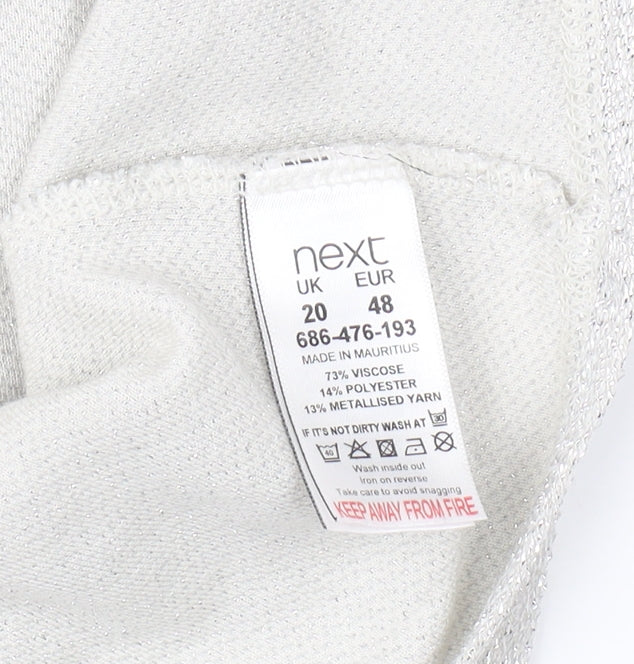 next
UK EUR
20 48
686-476-193
MADE IN MAURITIUS
73% VISCOSE
14% POLYESTER
13% METALLISED YARN
IF IT'S NOT DIRTY WASH AT 30
40
Wash inside out
Iron on reverse
Take care to avoid snagging
KEEP AWAY FROM FIRE